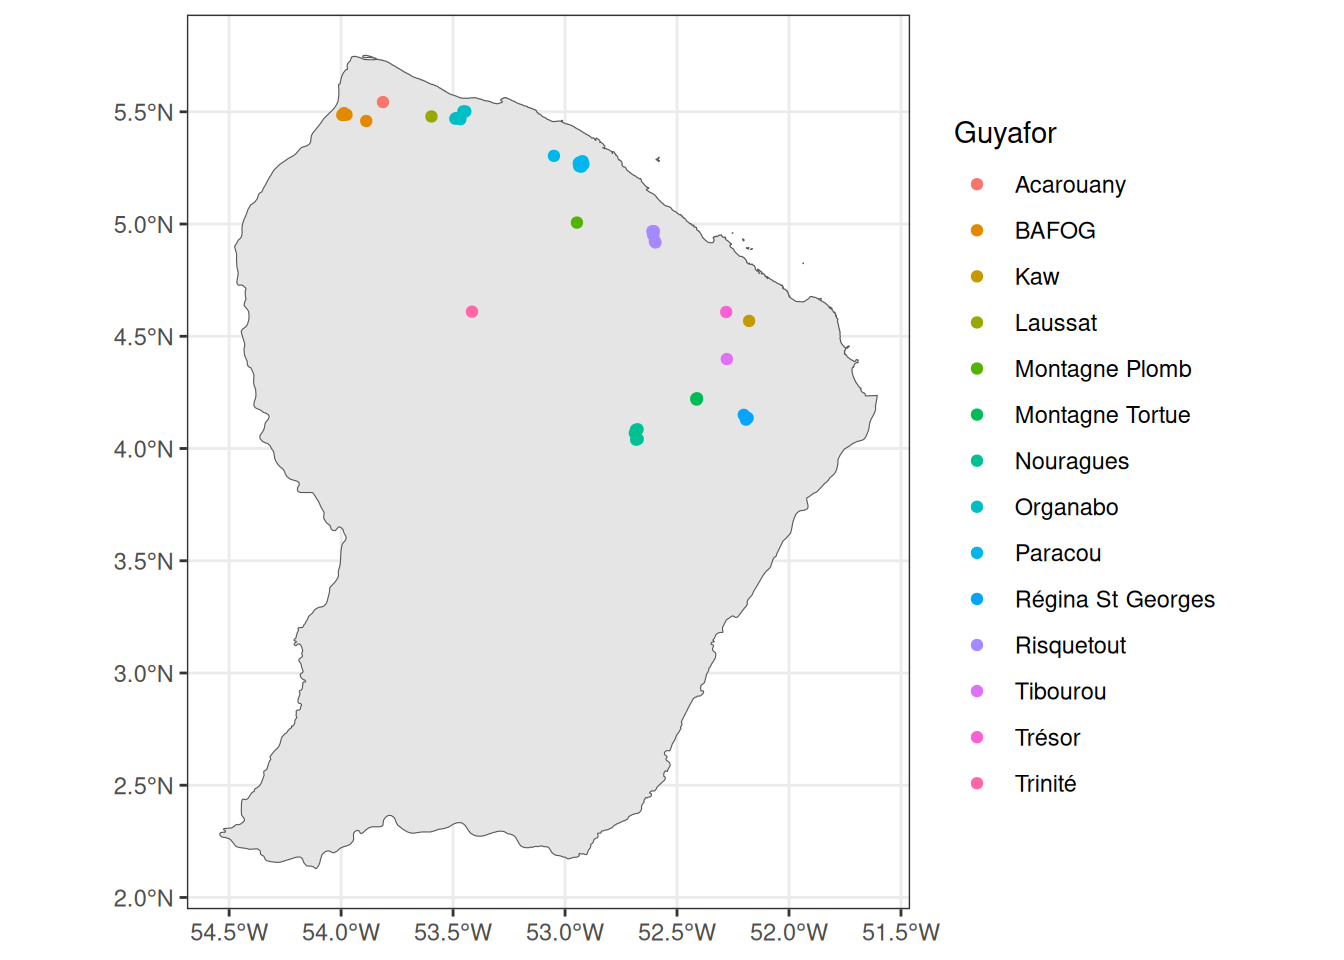 5.5°N
5.0°N
4.5°N
4.0°N
3.5°N
3.0°N
2.5°N
2.0°N
54.5°W 54.0°W 53.5°W 53.0°W 52.5°W 52.0°W 51.5°W
Guyafor
Acarouany
BAFOG
Kaw
Laussat
Montagne Plomb
Montagne Tortue
Nouragues
Organabo
Paracou
Régina St Georges
Risquetout
Tibourou
Trésor
Trinité